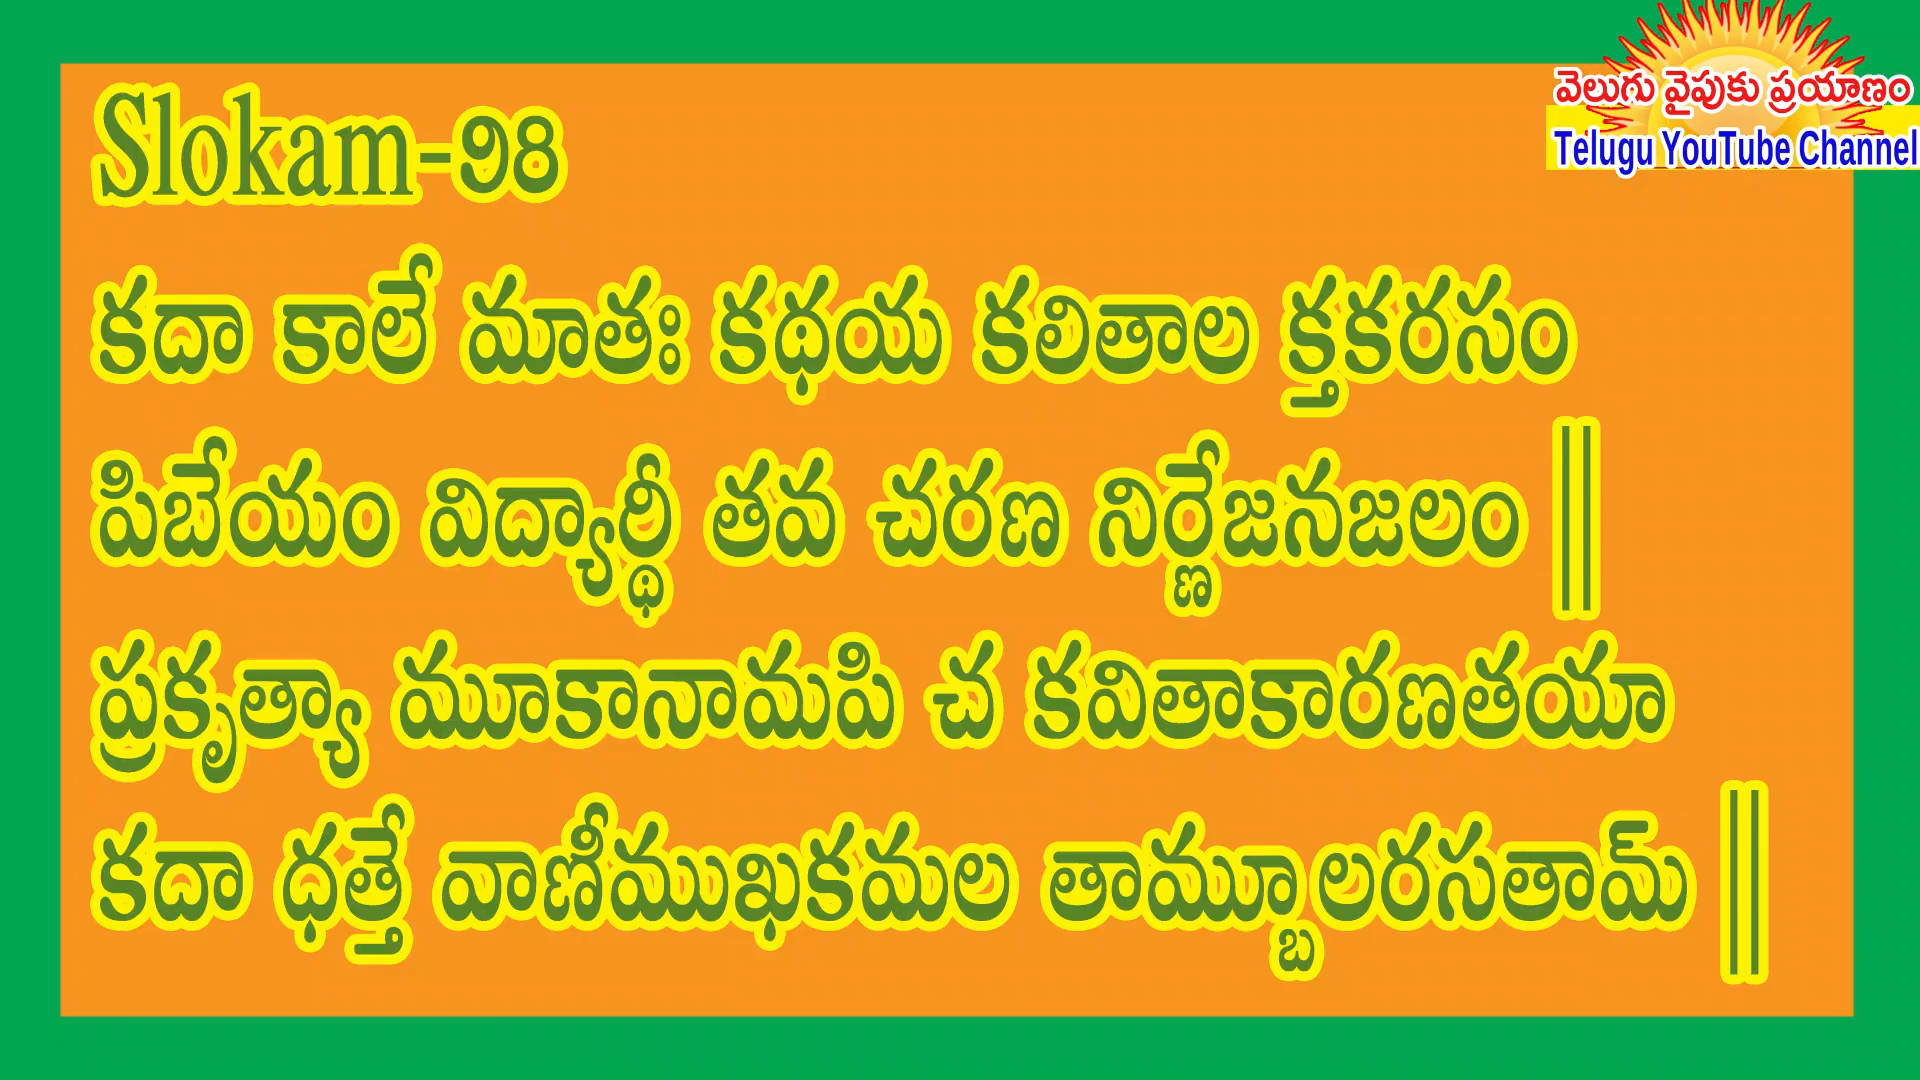 వెలుగు వైపుకు ప్రయాణం
Telugu YouTube Channel
Slokam-98
కదా కాలే మాతః కథయ కలితాల క్తకరసం
పిబేయం విద్యార్థీ తవ చరణ నిర్ణేజనజలం ||
ప్రకృత్యా మూకానామపి చ కవితాకారణతయా
కదా ధత్తే వాణీముఖకమల తామ్బూలరసతామ్ ||